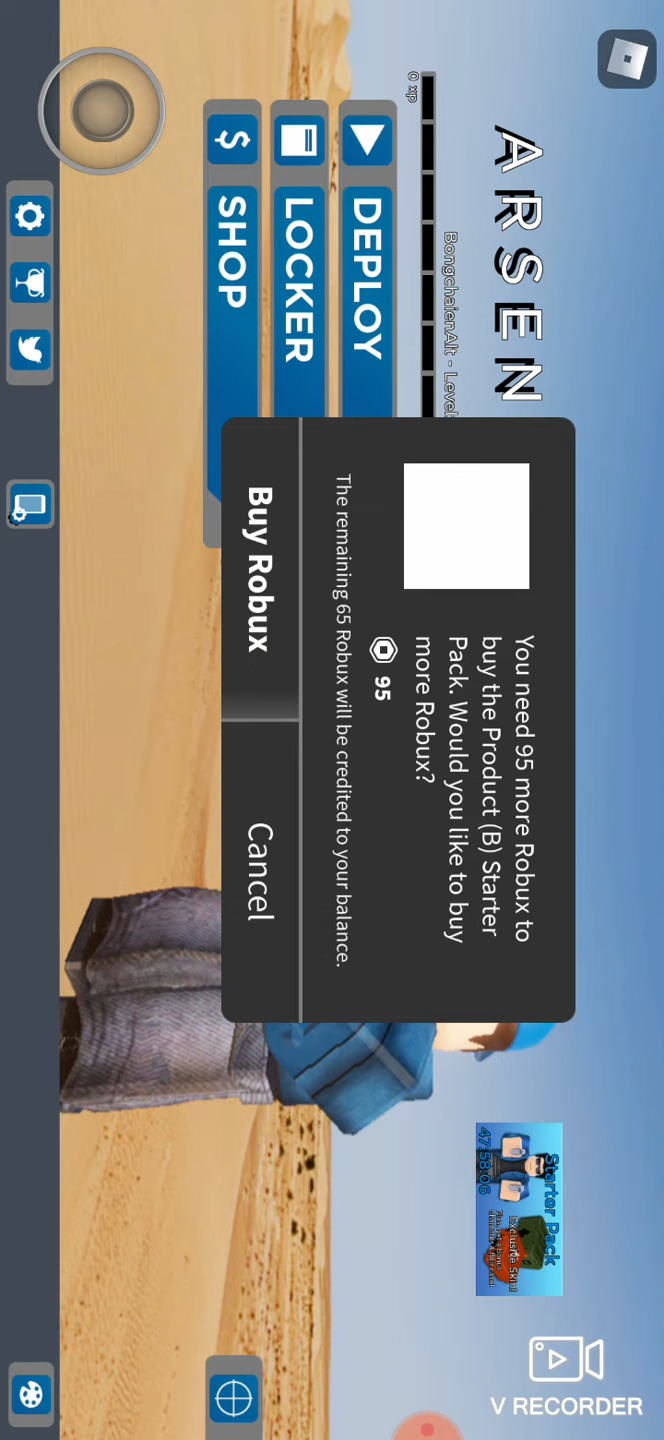 ARSEN
BongchaienAlt - Level
0 xp
DEPLOY
LOCKER
$ SHOP
You need 95 more Robux to
buy the Product (B) Starter
Pack. Would you like to buy
more Robux?
95
The remaining 65 Robux will be credited to your balance.
Buy Robux
Cancel
Starter Pack
Exclusive Skin!
47:58:06
V RECORDER